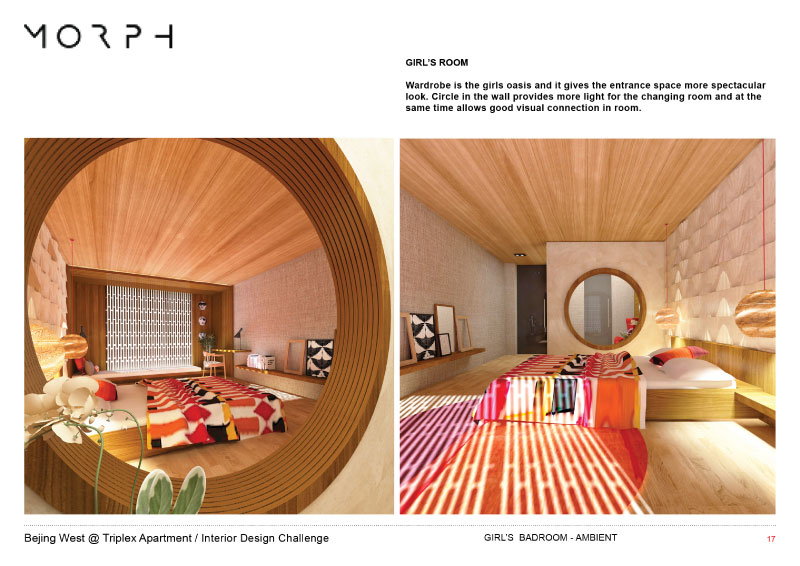 MORPH
GIRL'S ROOM
Wardrobe is the girls oasis and it gives the entrance space more spectacular
look. Circle in the wall provides more light for the changing room and at the
same time allows good visual connection in room.
Bejing West @ Triplex Apartment / Interior Design Challenge
GIRL'S BADROOM - AMBIENT
17